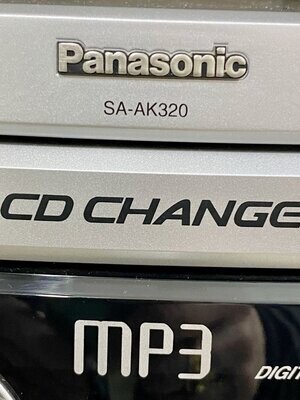 Panasonic
SA-AK320
CD CHANGE
MP3
DIGIT